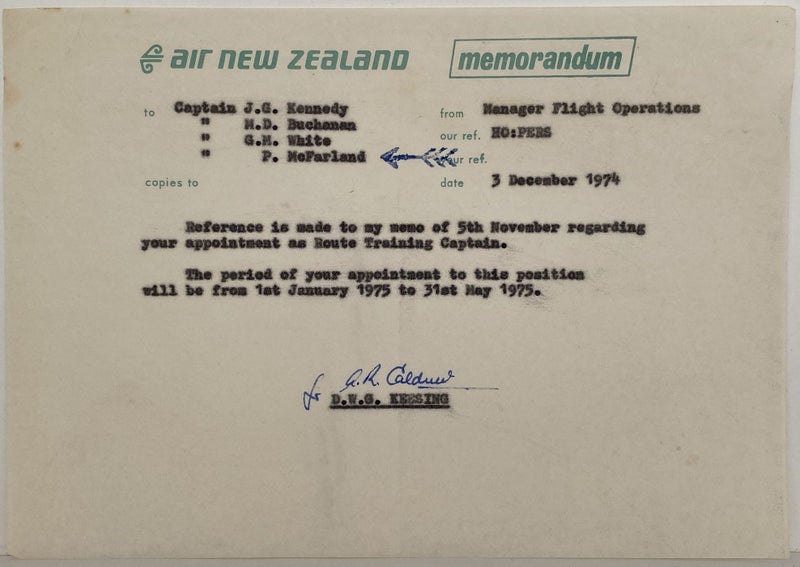 air new zealand memorandum
to Captain J.G. Kennedy
" M.D. Buchanan
" G.M. White
" P. McFarland
copies to
from Manager Flight Operations
our ref. HO:PERS
your ref.
date 3 December 1974
Reference is made to my memo of 5th November regarding
your appointment as Route Training Captain.
The period of your appointment to this position
will be from 1st January 1975 to 31st May 1975.
for A.R. Caldwell
D.W.G. KEESING